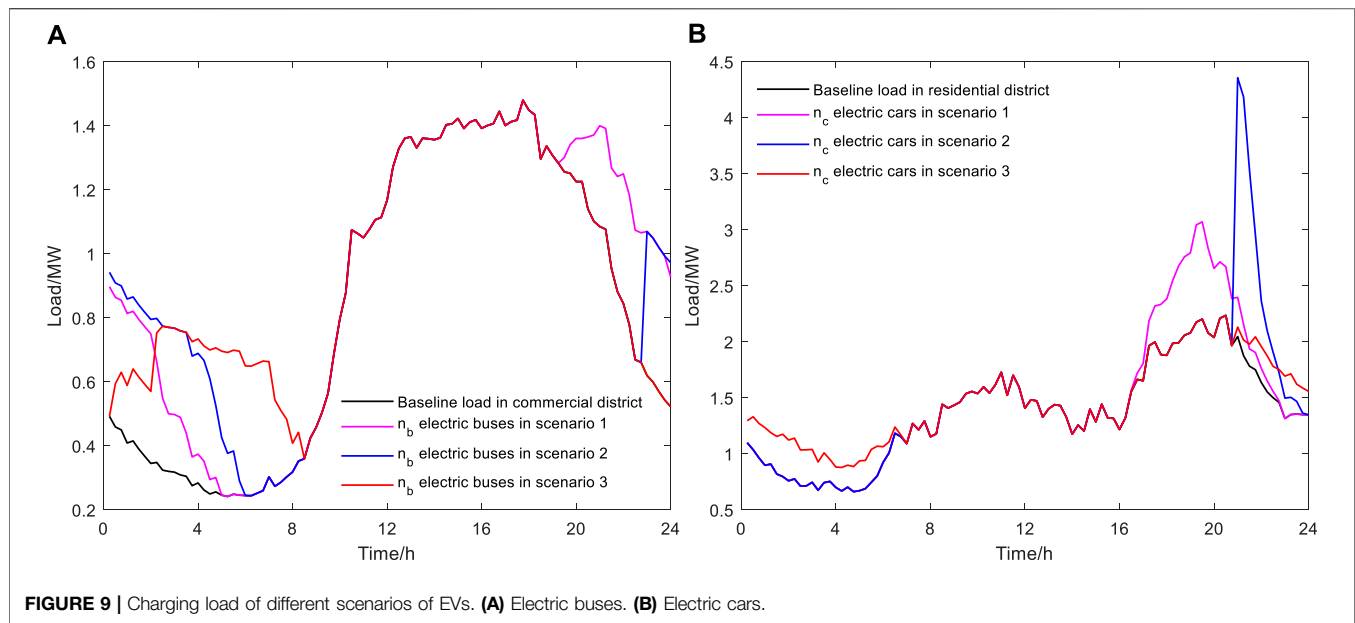 A
1.6
1.4
1.2
1
0.8
0.6
0.4
0.2
Load/MW
Baseline load in commercial district
n_b electric buses in scenario 1
n_b electric buses in scenario 2
n_b electric buses in scenario 3
0 4 8 12 16 20 24
Time/h
B
4.5
4
3.5
3
2.5
2
1.5
1
0.5
Load/MW
Baseline load in residential district
n_c electric cars in scenario 1
n_c electric cars in scenario 2
n_c electric cars in scenario 3
0 4 8 12 16 20 24
Time/h
FIGURE 9 | Charging load of different scenarios of EVs. (A) Electric buses. (B) Electric cars.